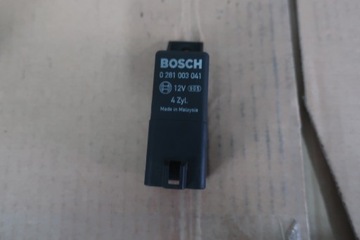 BOSCH
0 281 003 041
12V
4 Zyl.
Made in Malaysia